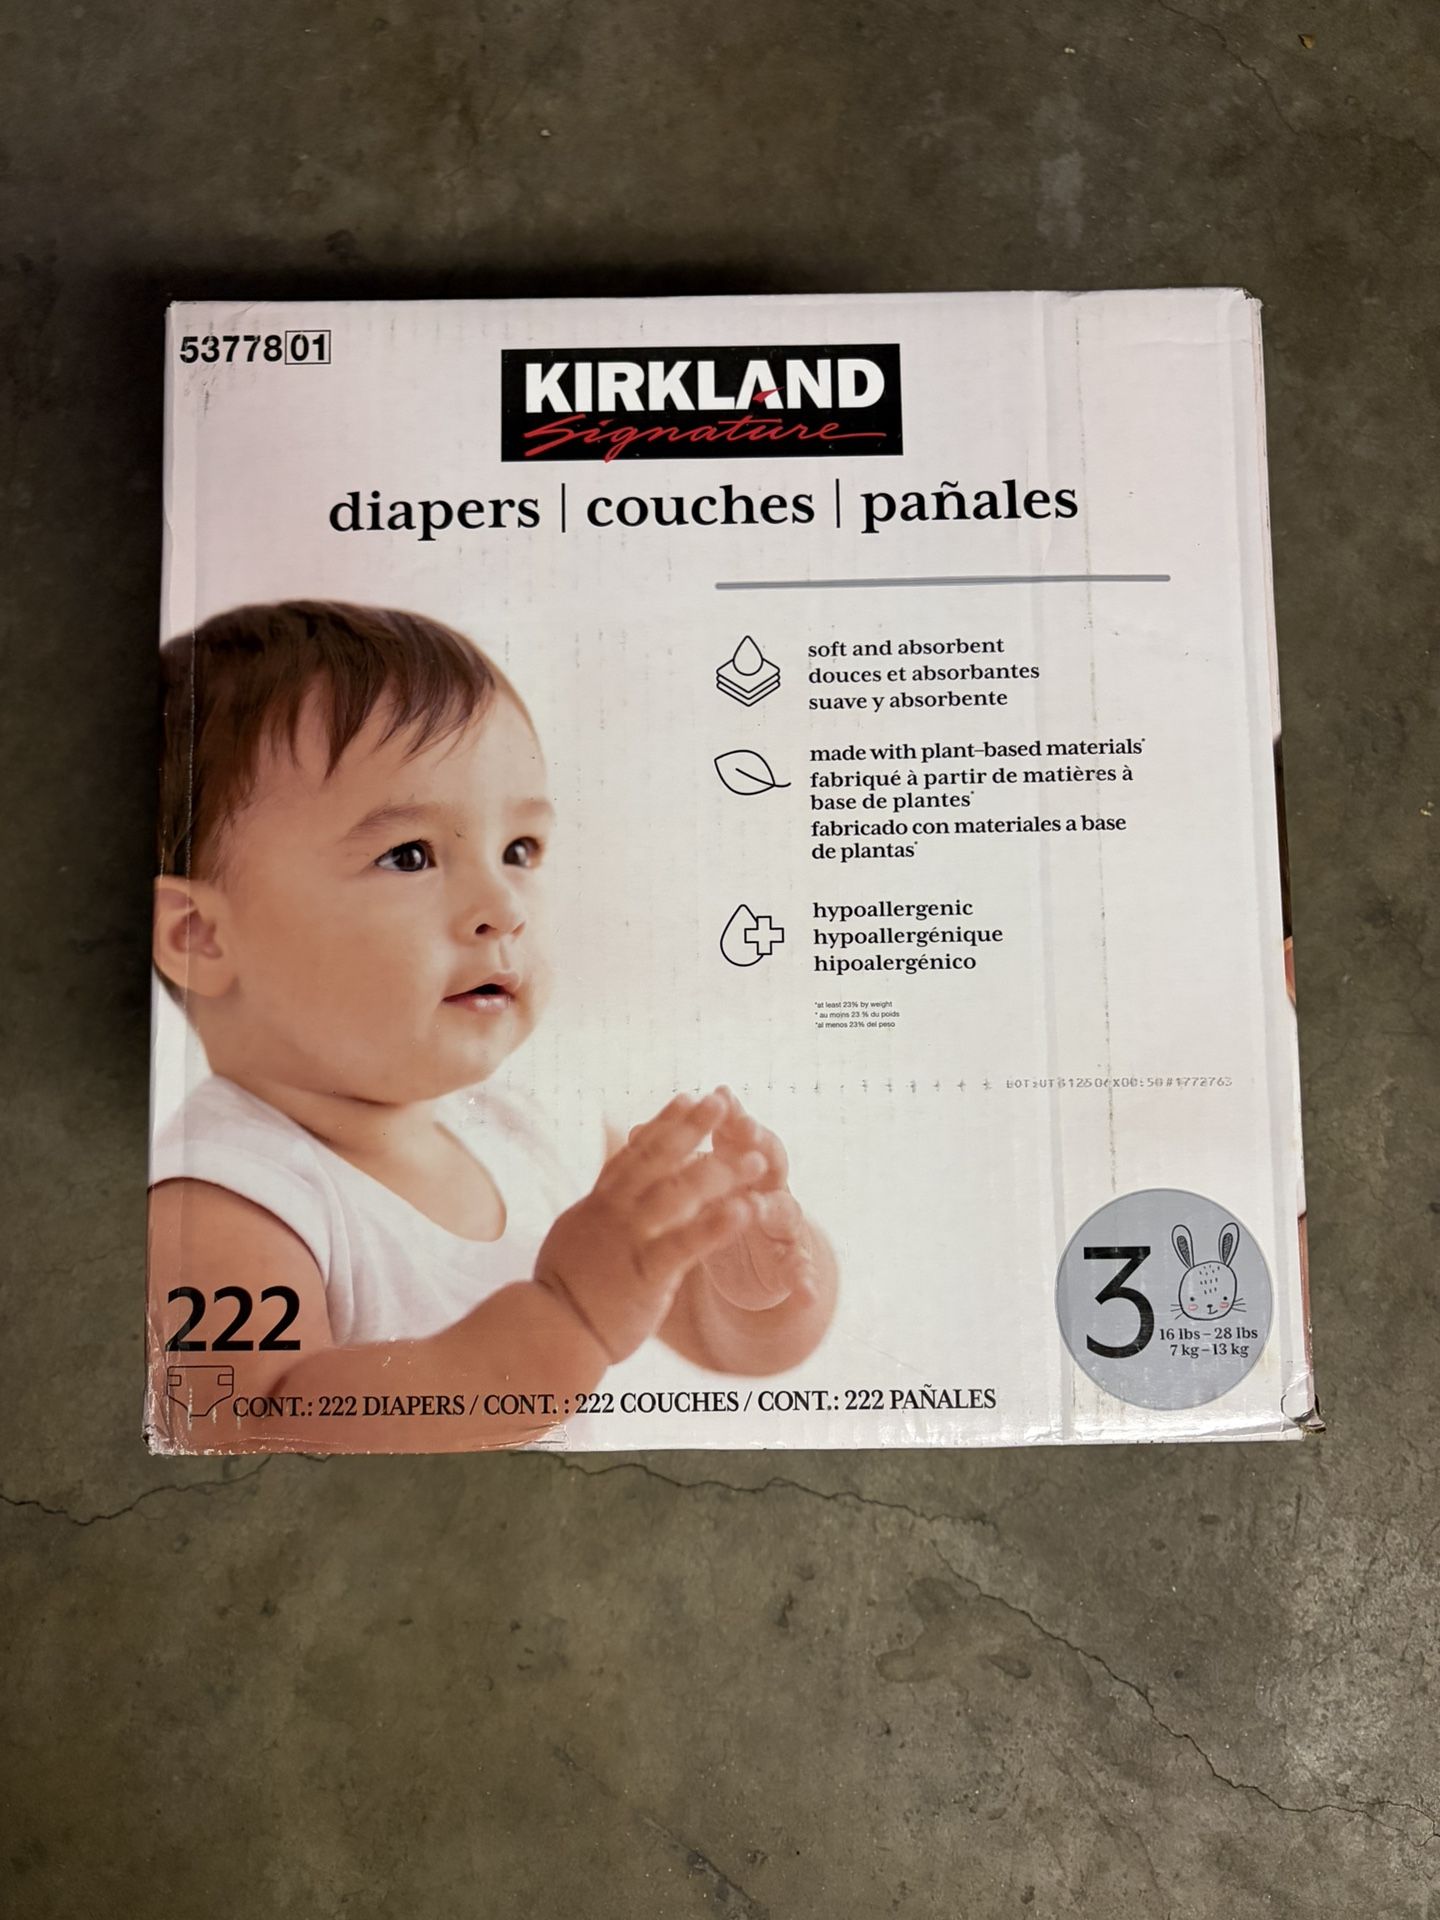 5377801
KIRKLAND
Signature
diapers | couches | pañales
soft and absorbent
douces et absorbantes
suave y absorbente
made with plant-based materials*
fabriqué à partir de matières à
base de plantes*
fabricado con materiales a base
de plantas*
hypoallergenic
hypoallergénique
hipoalergénico
*at least 23% by weight
* au moins 23 % du poids
*al menos 23% del peso
3
16 lbs – 28 lbs
7 kg – 13 kg
222
CONT.: 222 DIAPERS / CONT. : 222 COUCHES / CONT.: 222 PAÑALES